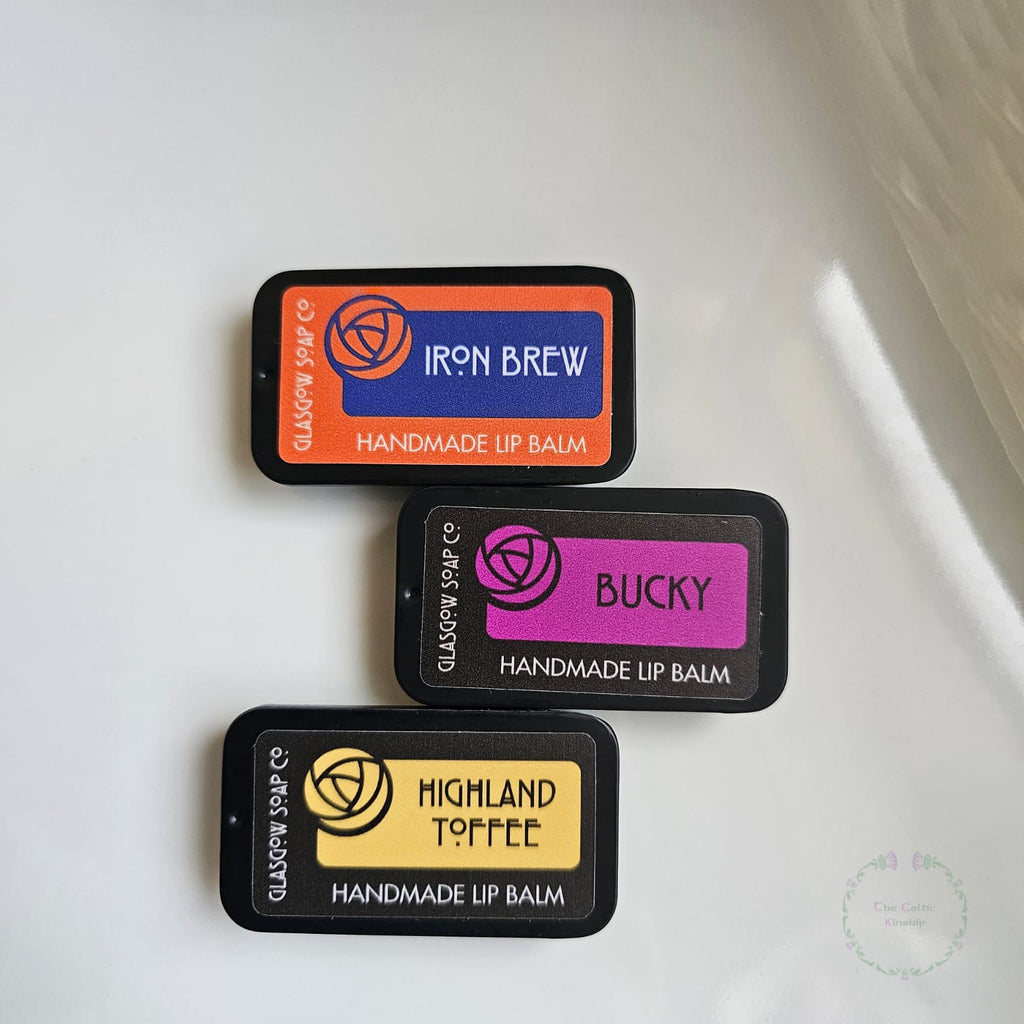 GLASGOW SOAP CO
IRON BREW
HANDMADE LIP BALM
GLASGOW SOAP CO
BUCKY
HANDMADE LIP BALM
GLASGOW SOAP CO
HIGHLAND
TOFFEE
HANDMADE LIP BALM
The Celtic
Kinship